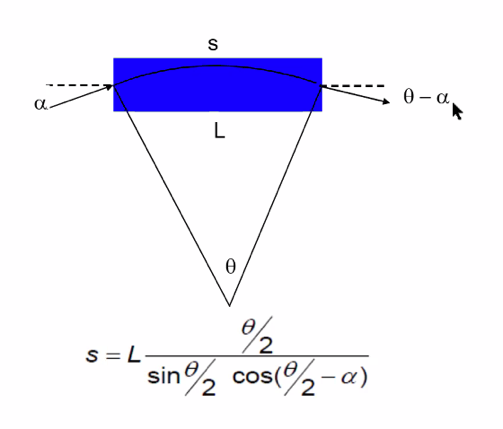 s
α
θ – α
L
θ
s = L θ/2 / sin θ/2 cos(θ/2 – α)